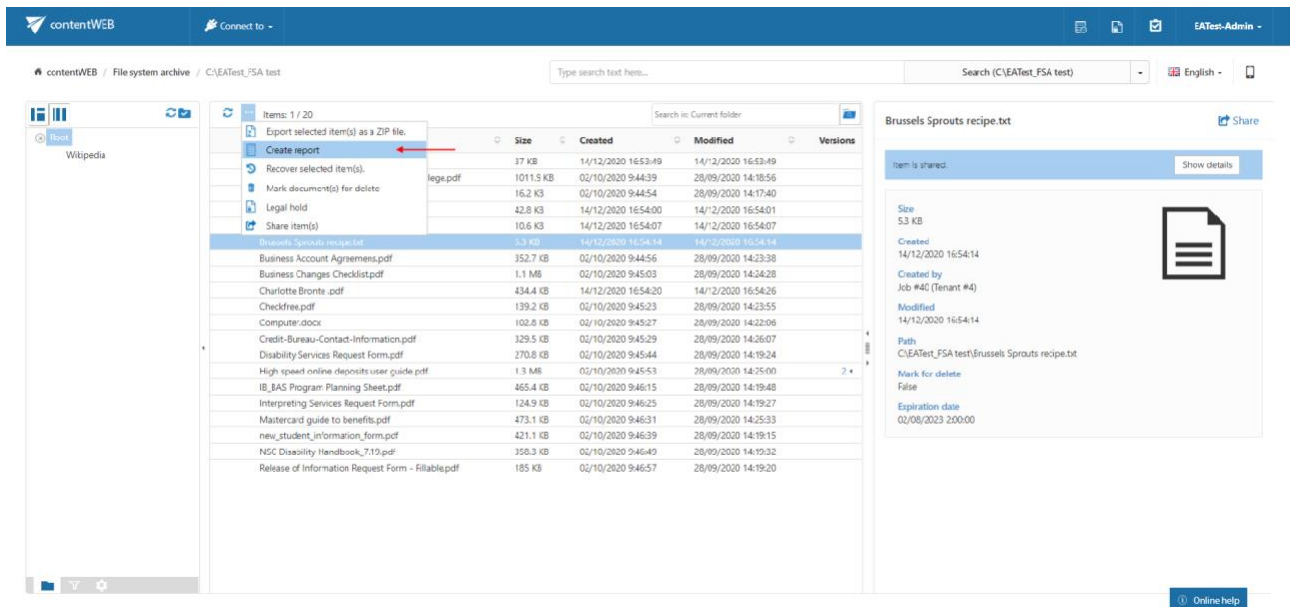 contentWEB Connect to EATest-Admin
contentWEB / File system archive / C:\EATest_FSA test Type search text here... Search (C:\EATest_FSA test) English
Items: 1 / 20 Search in: Current folder
Root
Wikipedia
Export selected item(s) as a ZIP file.
Create report
Recover selected item(s).
Mark document(s) for delete
Legal hold
Share item(s)
Size Created Modified Versions
37 KB 14/12/2020 16:53:49 14/12/2020 16:53:49
lege.pdf 1011.5 KB 02/10/2020 9:44:39 28/09/2020 14:18:56
16.2 KB 02/10/2020 9:44:54 28/09/2020 14:17:40
42.8 KB 14/12/2020 16:54:00 14/12/2020 16:54:01
10.6 KB 14/12/2020 16:54:07 14/12/2020 16:54:07
Brussels Sprouts recipe.txt 5.3 KB 14/12/2020 16:54:14 14/12/2020 16:54:14
Business Account Agreemens.pdf 352.7 KB 02/10/2020 9:44:56 28/09/2020 14:23:38
Business Changes Checklist.pdf 1.1 MB 02/10/2020 9:45:03 28/09/2020 14:24:28
Charlotte Bronte .pdf 434.4 KB 14/12/2020 16:54:20 14/12/2020 16:54:26
Checkfree.pdf 139.2 KB 02/10/2020 9:45:23 28/09/2020 14:23:55
Computer.docx 102.8 KB 02/10/2020 9:45:27 28/09/2020 14:22:06
Credit-Bureau-Contact-Information.pdf 329.5 KB 02/10/2020 9:45:29 28/09/2020 14:26:07
Disability Services Request Form.pdf 270.8 KB 02/10/2020 9:45:44 28/09/2020 14:19:24
High speed online deposits user guide.pdf 1.3 MB 02/10/2020 9:45:53 28/09/2020 14:25:00 2
IB_BAS Program Planning Sheet.pdf 465.4 KB 02/10/2020 9:46:15 28/09/2020 14:19:48
Interpreting Services Request Form.pdf 124.9 KB 02/10/2020 9:46:25 28/09/2020 14:19:27
Mastercard guide to benefits.pdf 473.1 KB 02/10/2020 9:46:31 28/09/2020 14:25:33
new_student_information_form.pdf 421.1 KB 02/10/2020 9:46:39 28/09/2020 14:19:15
NSC Disability Handbook_7.19.pdf 358.3 KB 02/10/2020 9:46:49 28/09/2020 14:19:32
Release of Information Request Form - Fillable.pdf 185 KB 02/10/2020 9:46:57 28/09/2020 14:19:20
Brussels Sprouts recipe.txt Share
Item is shared. Show details
Size
5.3 KB
Created
14/12/2020 16:54:14
Created by
Job #40 (Tenant #4)
Modified
14/12/2020 16:54:14
Path
C:\EATest_FSA test\Brussels Sprouts recipe.txt
Mark for delete
False
Expiration date
02/08/2023 2:00:00
Online help